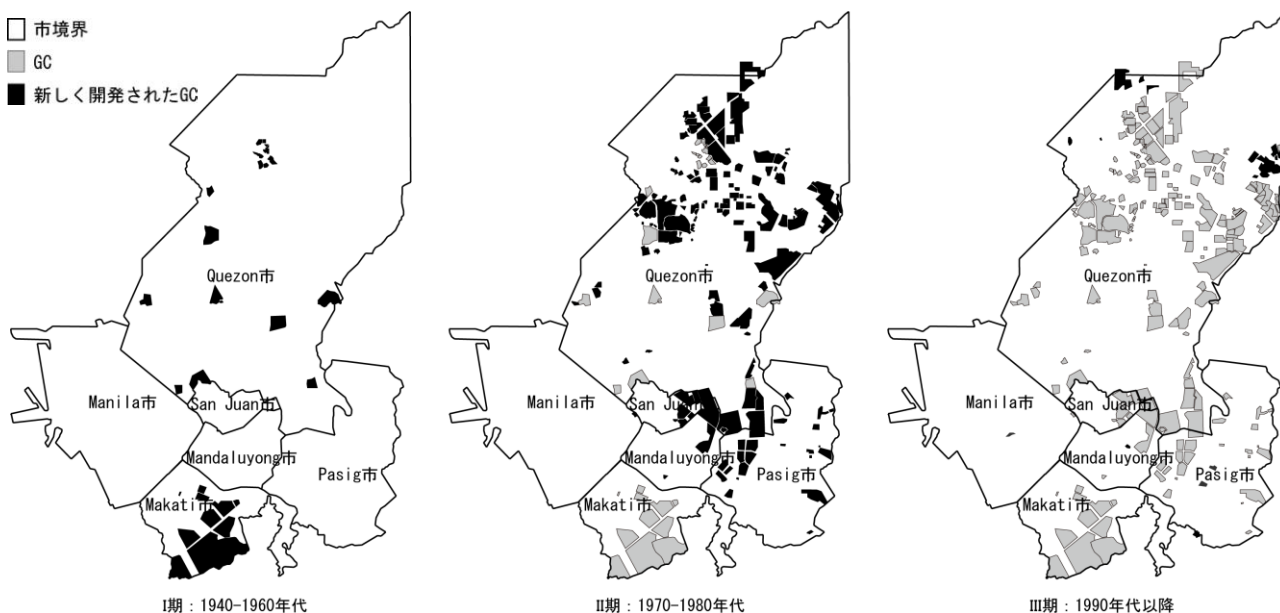 市境界
GC
新しく開発されたGC
Quezon市
Manila市
San Juan市
Mandaluyong市
Pasig市
Makati市
I期：1940-1960年代
Quezon市
Manila市
San Juan市
Mandaluyong市
Pasig市
Makati市
II期：1970-1980年代
Quezon市
Manila市
San Juan市
Mandaluyong市
Pasig市
Makati市
III期：1990年代以降